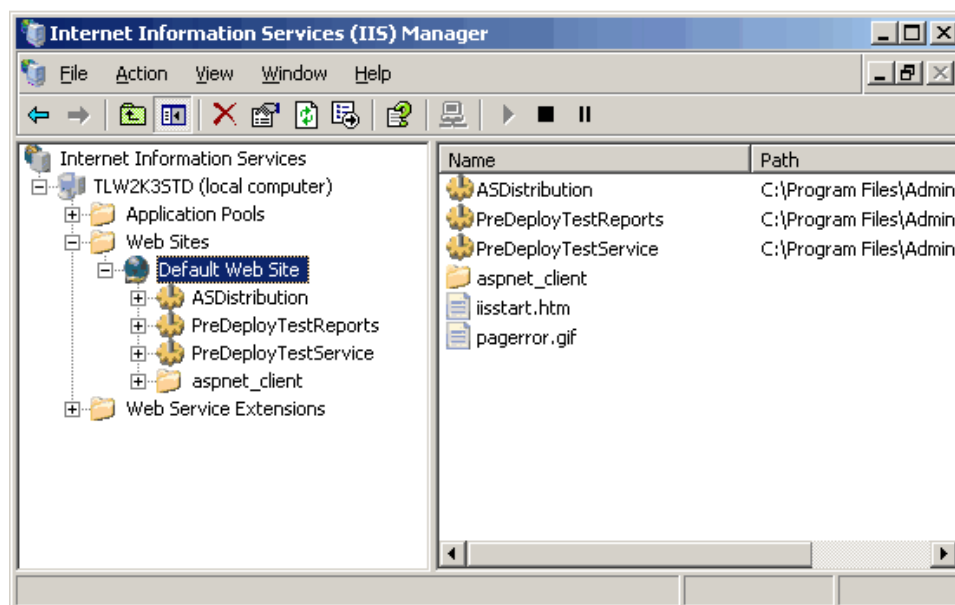 Internet Information Services (IIS) Manager
File Action View Window Help
Internet Information Services
TLW2K3STD (local computer)
Application Pools
Web Sites
Default Web Site
ASDistribution
PreDeployTestReports
PreDeployTestService
aspnet_client
Web Service Extensions
Name Path
ASDistribution C:\Program Files\Admin
PreDeployTestReports C:\Program Files\Admin
PreDeployTestService C:\Program Files\Admin
aspnet_client
iisstart.htm
pagerror.gif